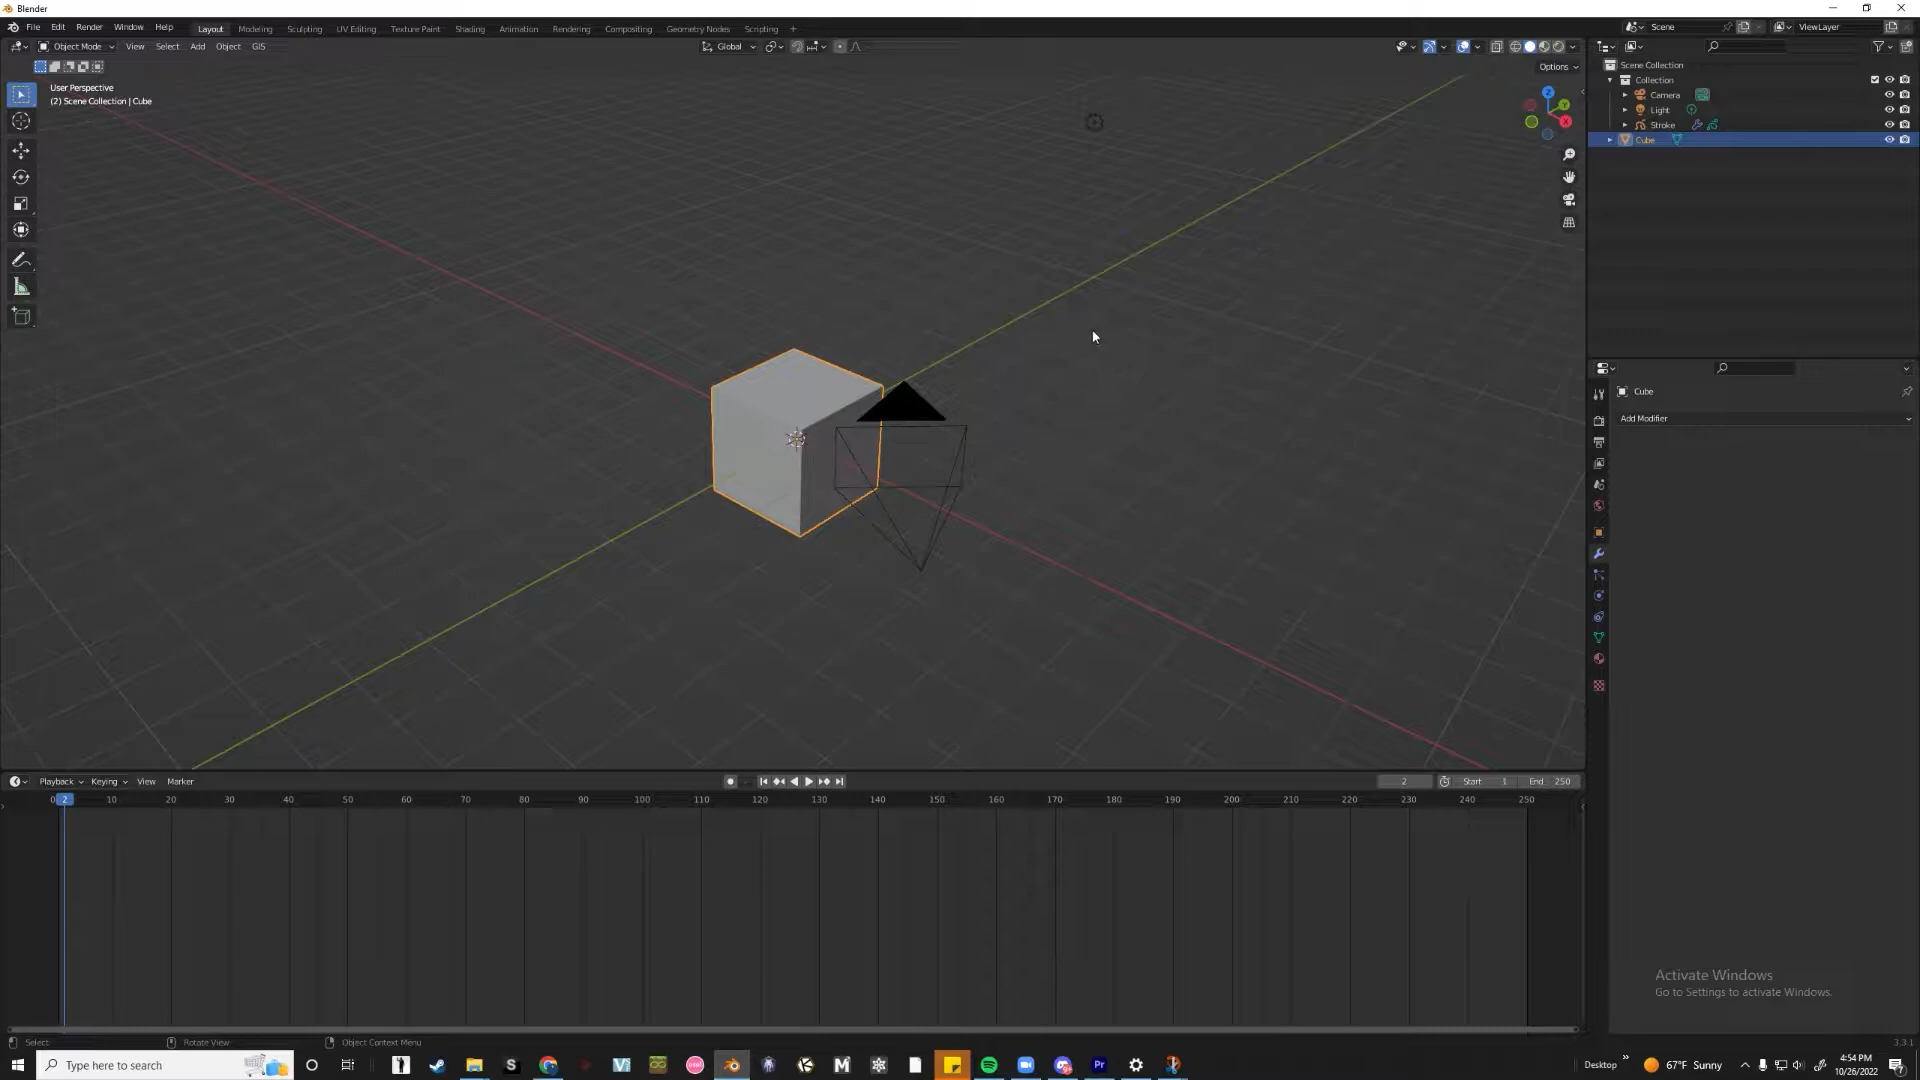 Blender
File Edit Render Window Help Layout Modeling Sculpting UV Editing Texture Paint Shading Animation Rendering Compositing Geometry Nodes Scripting + Scene ViewLayer
Object Mode View Select Add Object GIS Global
Options
User Perspective
(2) Scene Collection | Cube
Z
Y
X
Scene Collection
Collection
Camera
Light
Stroke
Cube
Cube
Add Modifier
Playback Keying View Marker 2 Start 1 End 250
0 2 10 20 30 40 50 60 70 80 90 100 110 120 130 140 150 160 170 180 190 200 210 220 230 240 250
Activate Windows
Go to Settings to activate Windows.
Select Rotate View Object Context Menu 3.3.1
Type here to search
Desktop 67°F Sunny
4:54 PM
10/26/2022